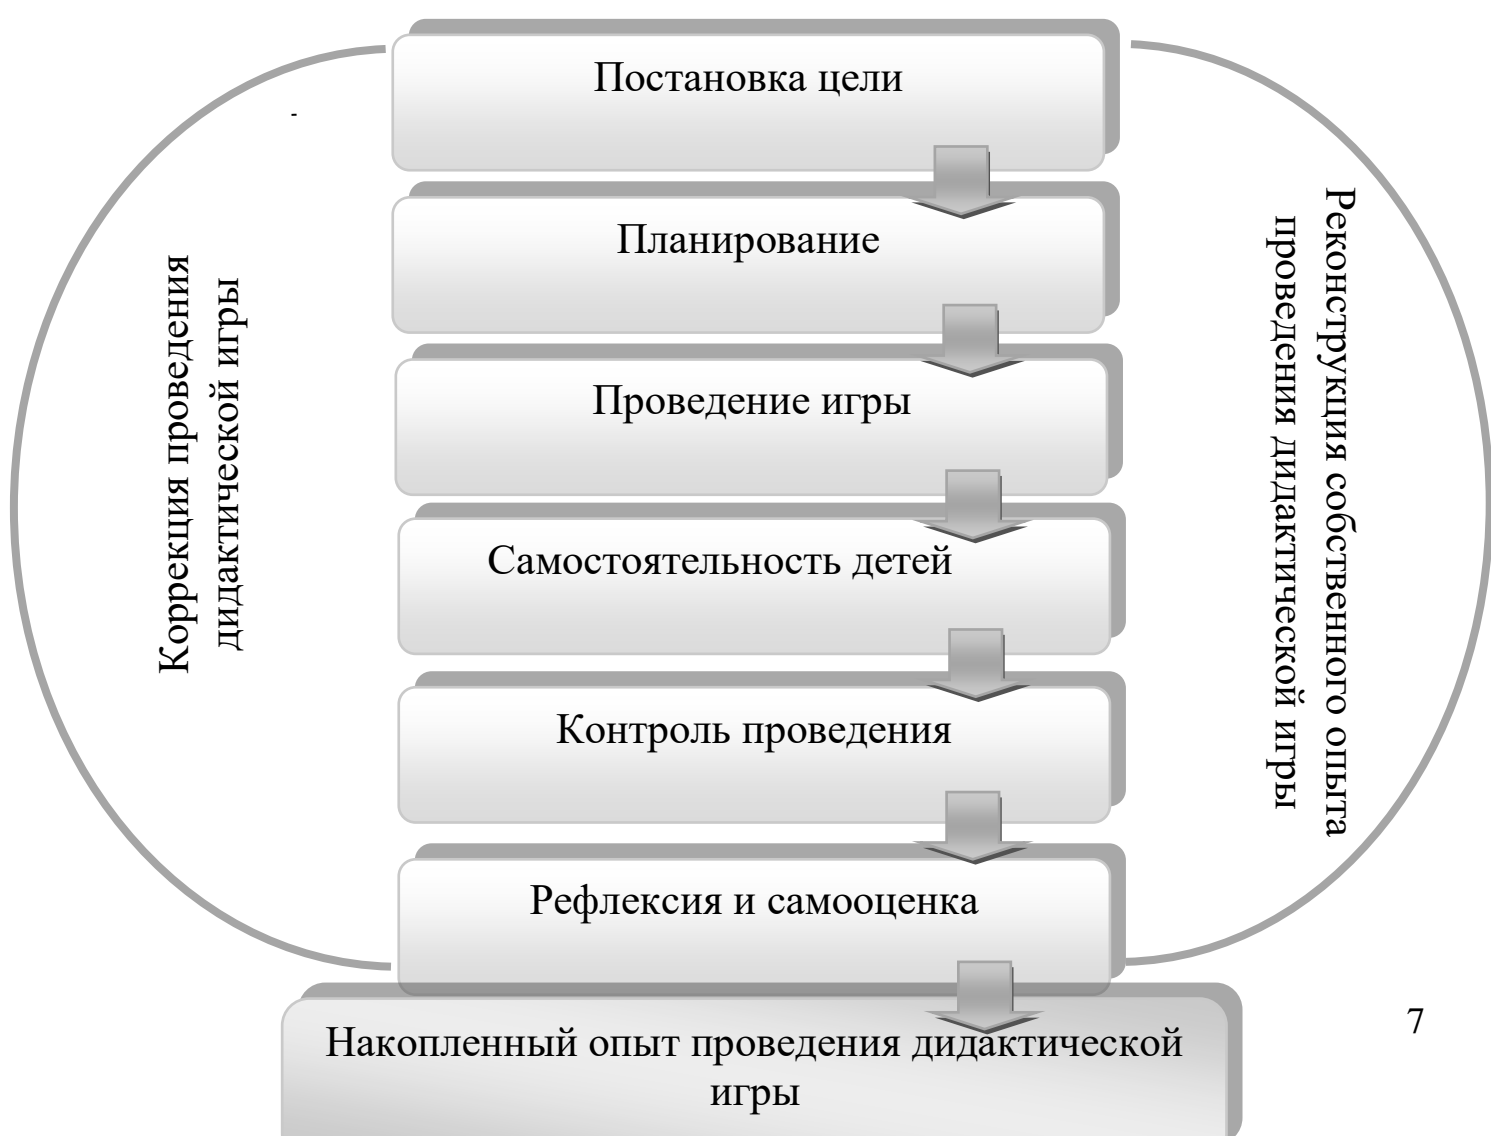 Постановка цели
-
Планирование
Проведение игры
Самостоятельность детей
Контроль проведения
Рефлексия и самооценка
Накопленный опыт проведения дидактической
игры
Коррекция проведения
дидактической игры
Реконструкция собственного опыта
проведения дидактической игры
7